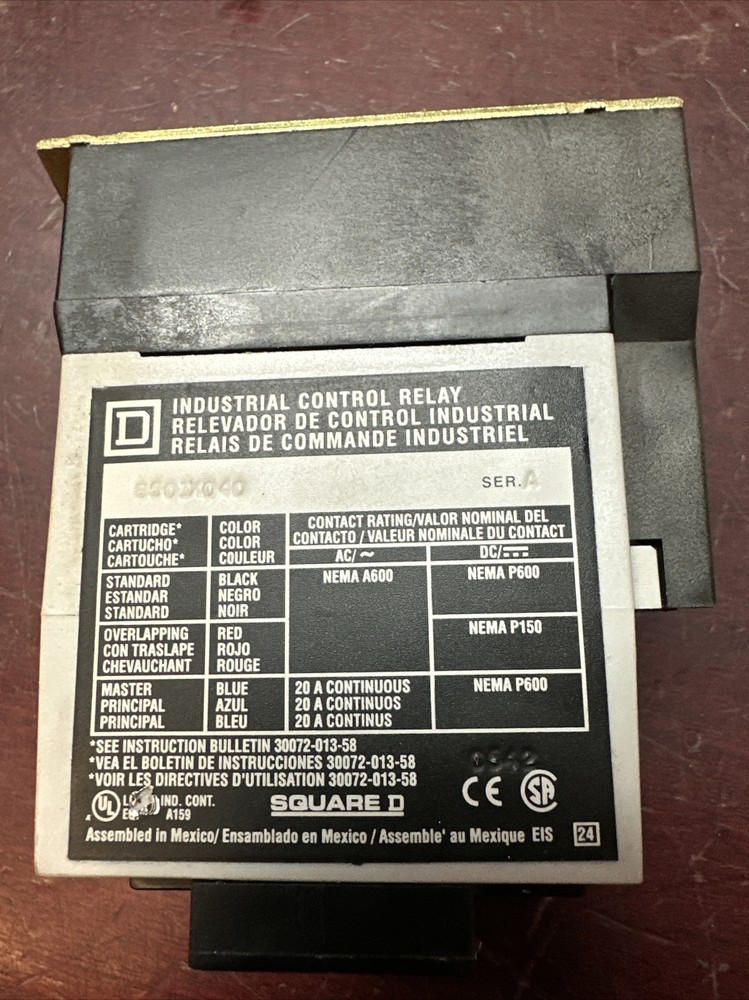 D
INDUSTRIAL CONTROL RELAY
RELEVADOR DE CONTROL INDUSTRIAL
RELAIS DE COMMANDE INDUSTRIEL
SER. A
CARTRIDGE* COLOR CONTACT RATING/VALOR NOMINAL DEL
CARTUCHO* COLOR CONTACTO / VALEUR NOMINALE DU CONTACT
CARTOUCHE* COULEUR AC/ ~ DC/ ⎓
STANDARD BLACK NEMA A600 NEMA P600
ESTANDAR NEGRO
STANDARD NOIR
OVERLAPPING RED NEMA P150
CON TRASLAPE ROJO
CHEVAUCHANT ROUGE
MASTER BLUE 20 A CONTINUOUS NEMA P600
PRINCIPAL AZUL 20 A CONTINUOS
PRINCIPAL BLEU 20 A CONTINUS
*SEE INSTRUCTION BULLETIN 30072-013-58
*VEA EL BOLETIN DE INSTRUCCIONES 30072-013-58
*VOIR LES DIRECTIVES D'UTILISATION 30072-013-58
0542
UL IND. CONT. SQUARE D CE SA
A159
Assembled in Mexico/ Ensamblado en Mexico / Assemble' au Mexique EIS 24